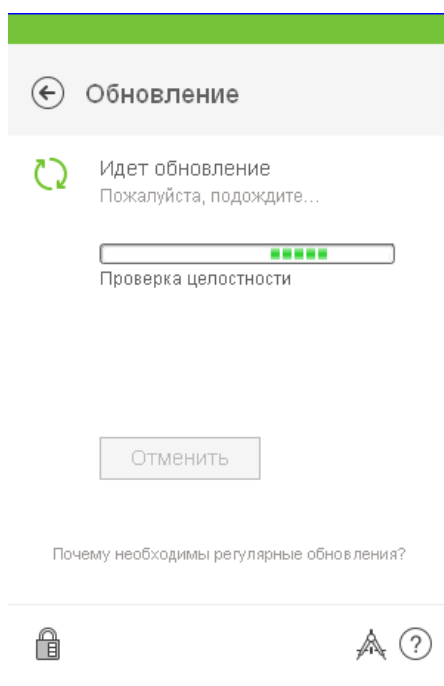 Обновление
Идет обновление
Пожалуйста, подождите...
Проверка целостности
Отменить
Почему необходимы регулярные обновления?
?